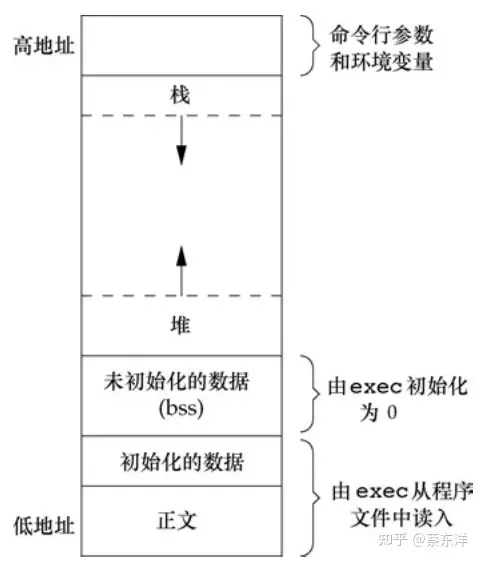 高地址
命令行参数
和环境变量
栈
堆
未初始化的数据
(bss)
由exec初始化
为 0
初始化的数据
由exec从程序
文件中读入
低地址
正文
知乎 @蔡东洋